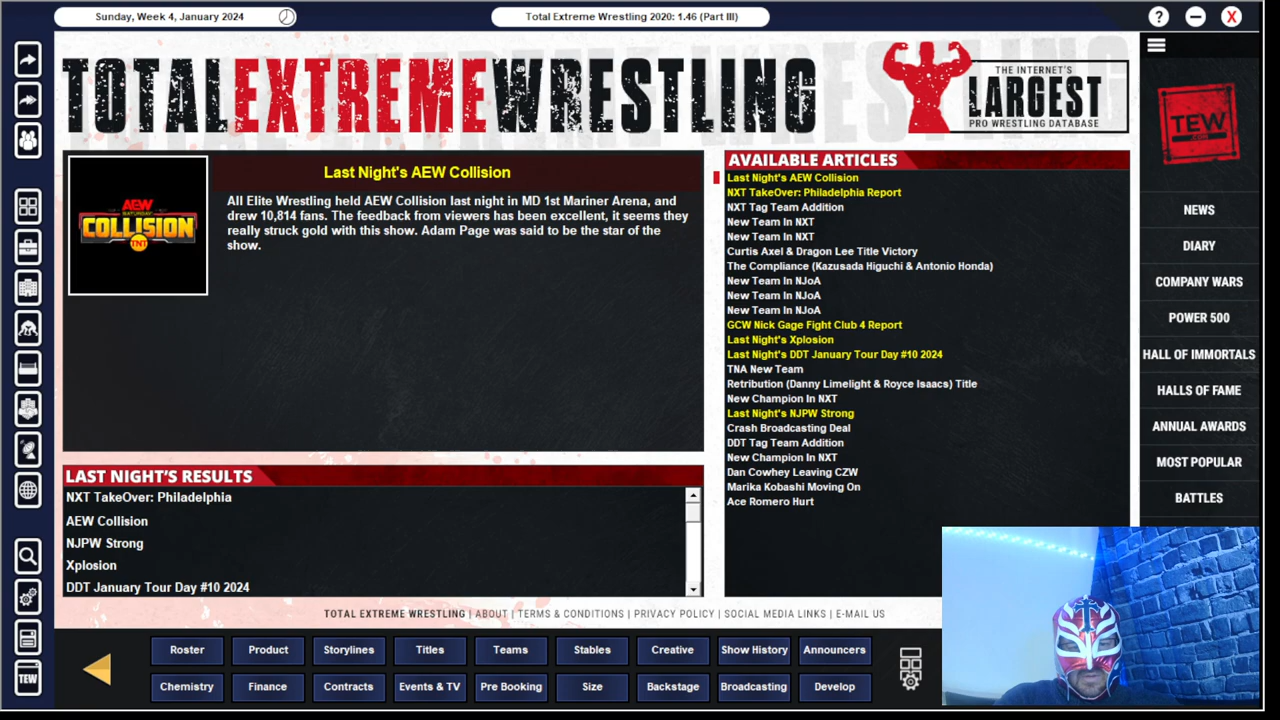 Sunday, Week 4, January 2024
Total Extreme Wrestling 2020: 1.46 (Part III)
?
X
TOTALEXTREMEWRESTLING
THE INTERNET'S
LARGEST
PRO WRESTLING DATABASE
TEW
.COM
Last Night's AEW Collision
AEW
SATURDAY
COLLISION
TNT
All Elite Wrestling held AEW Collision last night in MD 1st Mariner Arena, and
drew 10,814 fans. The feedback from viewers has been excellent, it seems they
really struck gold with this show. Adam Page was said to be the star of the
show.
AVAILABLE ARTICLES
Last Night's AEW Collision
NXT TakeOver: Philadelphia Report
NXT Tag Team Addition
New Team In NXT
New Team In NXT
Curtis Axel & Dragon Lee Title Victory
The Compliance (Kazusada Higuchi & Antonio Honda)
New Team In NJoA
New Team In NJoA
New Team In NJoA
GCW Nick Gage Fight Club 4 Report
Last Night's Xplosion
Last Night's DDT January Tour Day #10 2024
TNA New Team
Retribution (Danny Limelight & Royce Isaacs) Title
New Champion In NXT
Last Night's NJPW Strong
Crash Broadcasting Deal
DDT Tag Team Addition
New Champion In NXT
Dan Cowhey Leaving CZW
Marika Kobashi Moving On
Ace Romero Hurt
NEWS
DIARY
COMPANY WARS
POWER 500
HALL OF IMMORTALS
HALLS OF FAME
ANNUAL AWARDS
MOST POPULAR
BATTLES
LAST NIGHT'S RESULTS
NXT TakeOver: Philadelphia
AEW Collision
NJPW Strong
Xplosion
DDT January Tour Day #10 2024
TOTAL EXTREME WRESTLING | ABOUT | TERMS & CONDITIONS | PRIVACY POLICY | SOCIAL MEDIA LINKS | E-MAIL US
TEW
Roster
Product
Storylines
Titles
Teams
Stables
Creative
Show History
Announcers
Chemistry
Finance
Contracts
Events & TV
Pre Booking
Size
Backstage
Broadcasting
Develop